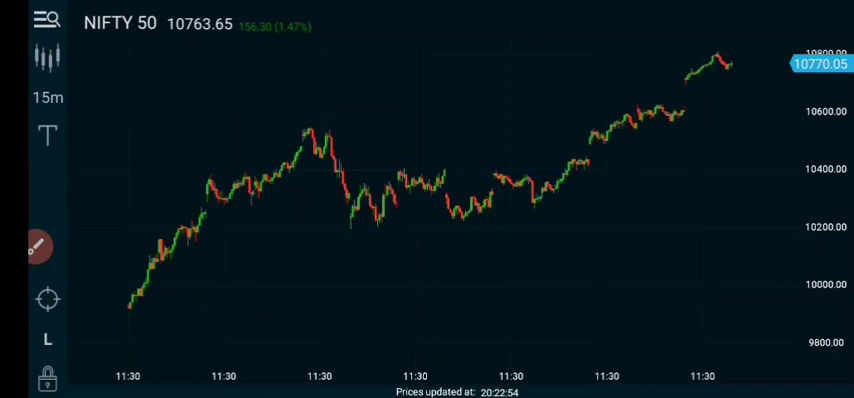 NIFTY 50 10763.65 156.30 (1.47%)
10800.00
10770.05
15m
10600.00
T
10400.00
10200.00
10000.00
L
9800.00
11:30 11:30 11:30 11:30 11:30 11:30 11:30
Prices updated at: 20:22:54